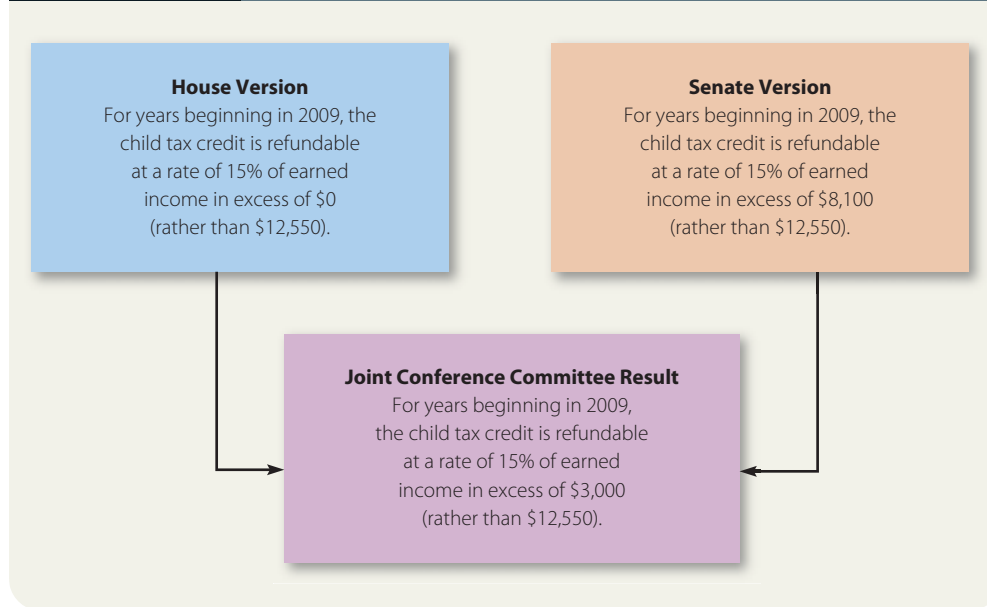 House Version
For years beginning in 2009, the
child tax credit is refundable
at a rate of 15% of earned
income in excess of $0
(rather than $12,550).
Senate Version
For years beginning in 2009, the
child tax credit is refundable
at a rate of 15% of earned
income in excess of $8,100
(rather than $12,550).
Joint Conference Committee Result
For years beginning in 2009,
the child tax credit is refundable
at a rate of 15% of earned
income in excess of $3,000
(rather than $12,550).